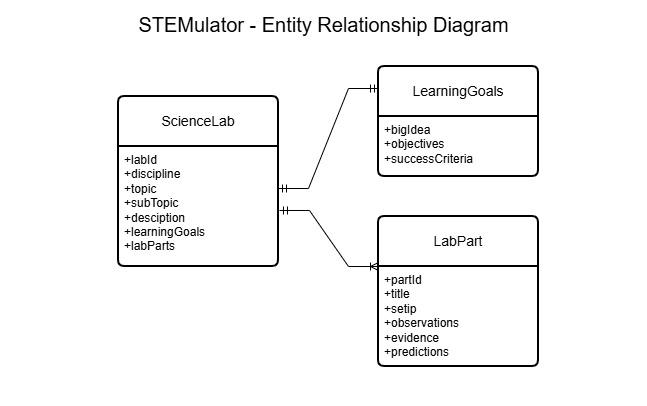 STEMulator - Entity Relationship Diagram
ScienceLab
+labId
+discipline
+topic
+subTopic
+desciption
+learningGoals
+labParts
LearningGoals
+bigIdea
+objectives
+successCriteria
LabPart
+partId
+title
+setip
+observations
+evidence
+predictions